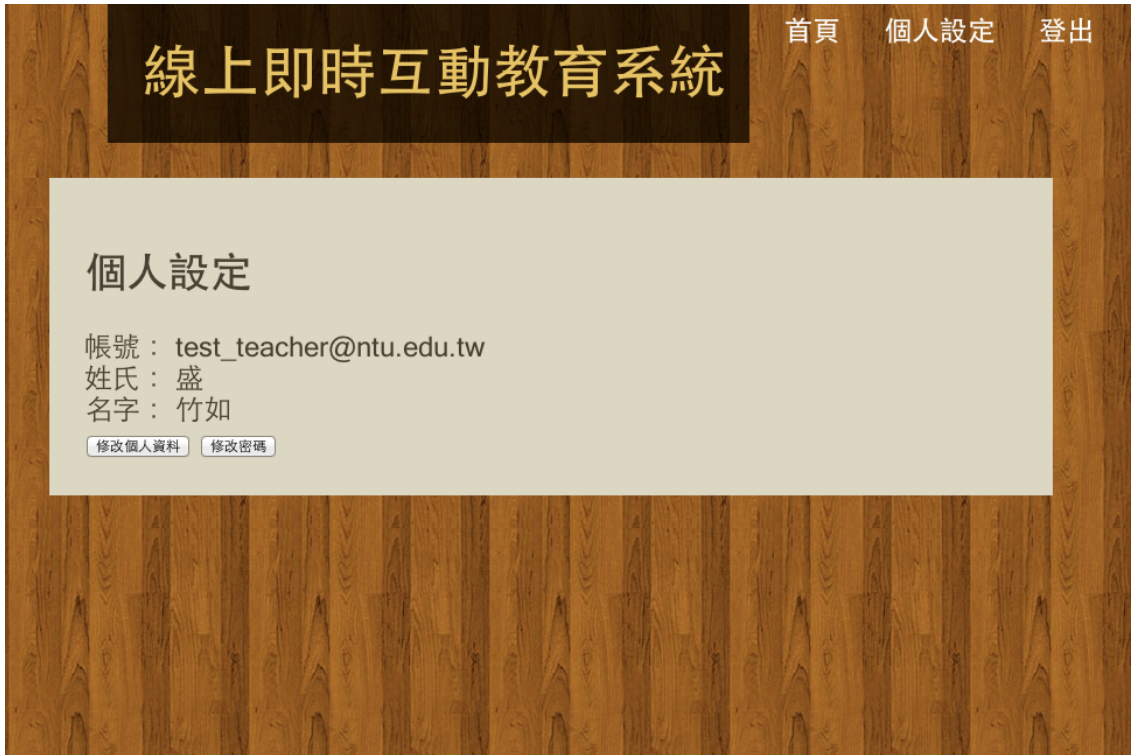 線上即時互動教育系統
首頁 個人設定 登出
個人設定
帳號： test_teacher@ntu.edu.tw
姓氏： 盛
名字： 竹如
修改個人資料 修改密碼